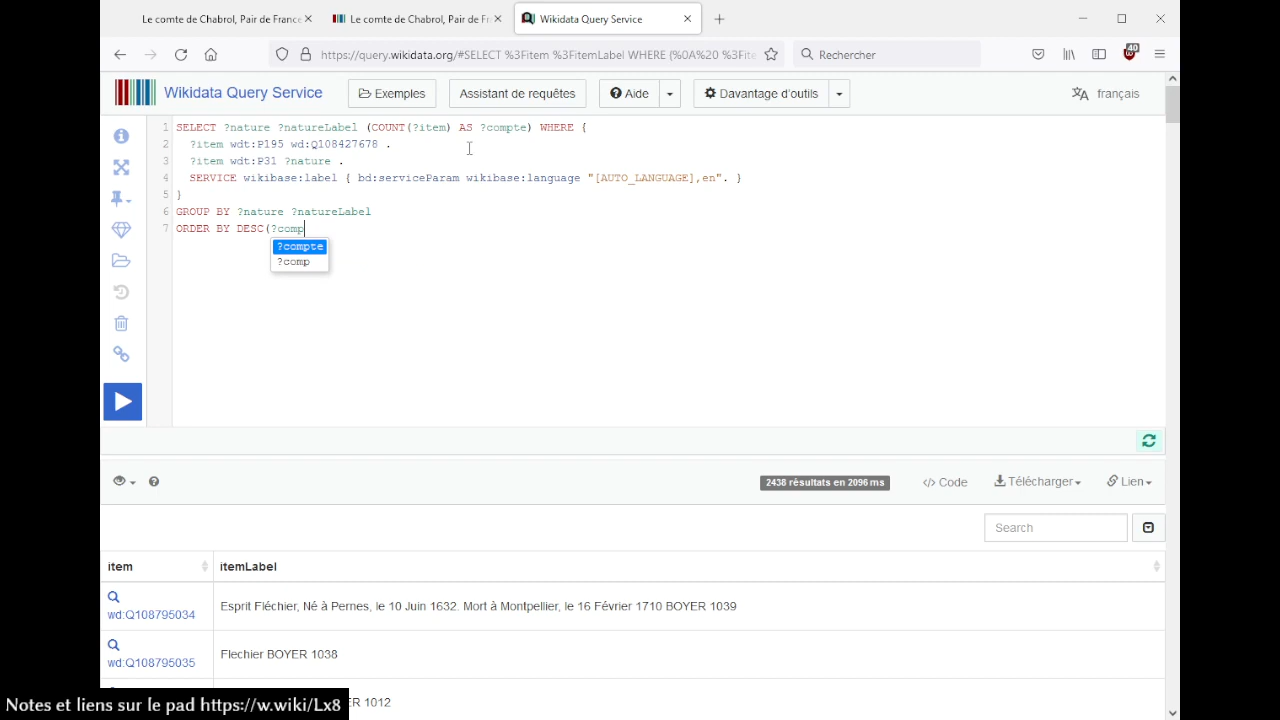 Le comte de Chabrol, Pair de France
Le comte de Chabrol, Pair de Fr
Wikidata Query Service
https://query.wikidata.org/#SELECT %3Fitem %3FitemLabel WHERE {%0A%20 %3Fite
Rechercher
40
Wikidata Query Service
Exemples
Assistant de requêtes
Aide
Davantage d'outils
français
1 SELECT ?nature ?natureLabel (COUNT(?item) AS ?compte) WHERE {
2 ?item wdt:P195 wd:Q108427678 .
3 ?item wdt:P31 ?nature .
4 SERVICE wikibase:label { bd:serviceParam wikibase:language "[AUTO_LANGUAGE],en". }
5 }
6 GROUP BY ?nature ?natureLabel
7 ORDER BY DESC(?comp
?compte
?comp
2438 résultats en 2096 ms
</> Code
Télécharger
Lien
Search
item
itemLabel
wd:Q108795034
Esprit Fléchier, Né à Pernes, le 10 Juin 1632. Mort à Montpellier, le 16 Février 1710 BOYER 1039
wd:Q108795035
Flechier BOYER 1038
ER 1012
Notes et liens sur le pad https://w.wiki/Lx8